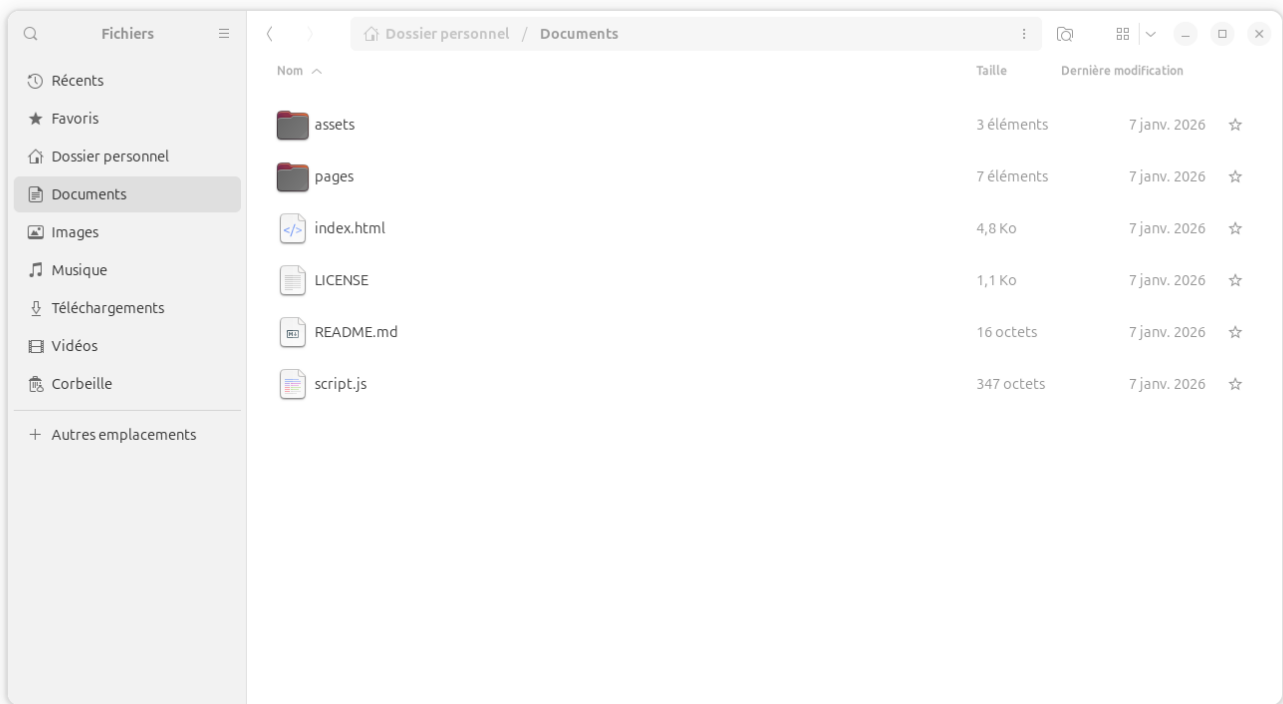 Fichiers
Dossier personnel / Documents
Récents
Favoris
Dossier personnel
Documents
Images
Musique
Téléchargements
Vidéos
Corbeille
Autres emplacements
Nom Taille Dernière modification
assets 3 éléments 7 janv. 2026
pages 7 éléments 7 janv. 2026
index.html 4,8 Ko 7 janv. 2026
LICENSE 1,1 Ko 7 janv. 2026
README.md 16 octets 7 janv. 2026
script.js 347 octets 7 janv. 2026